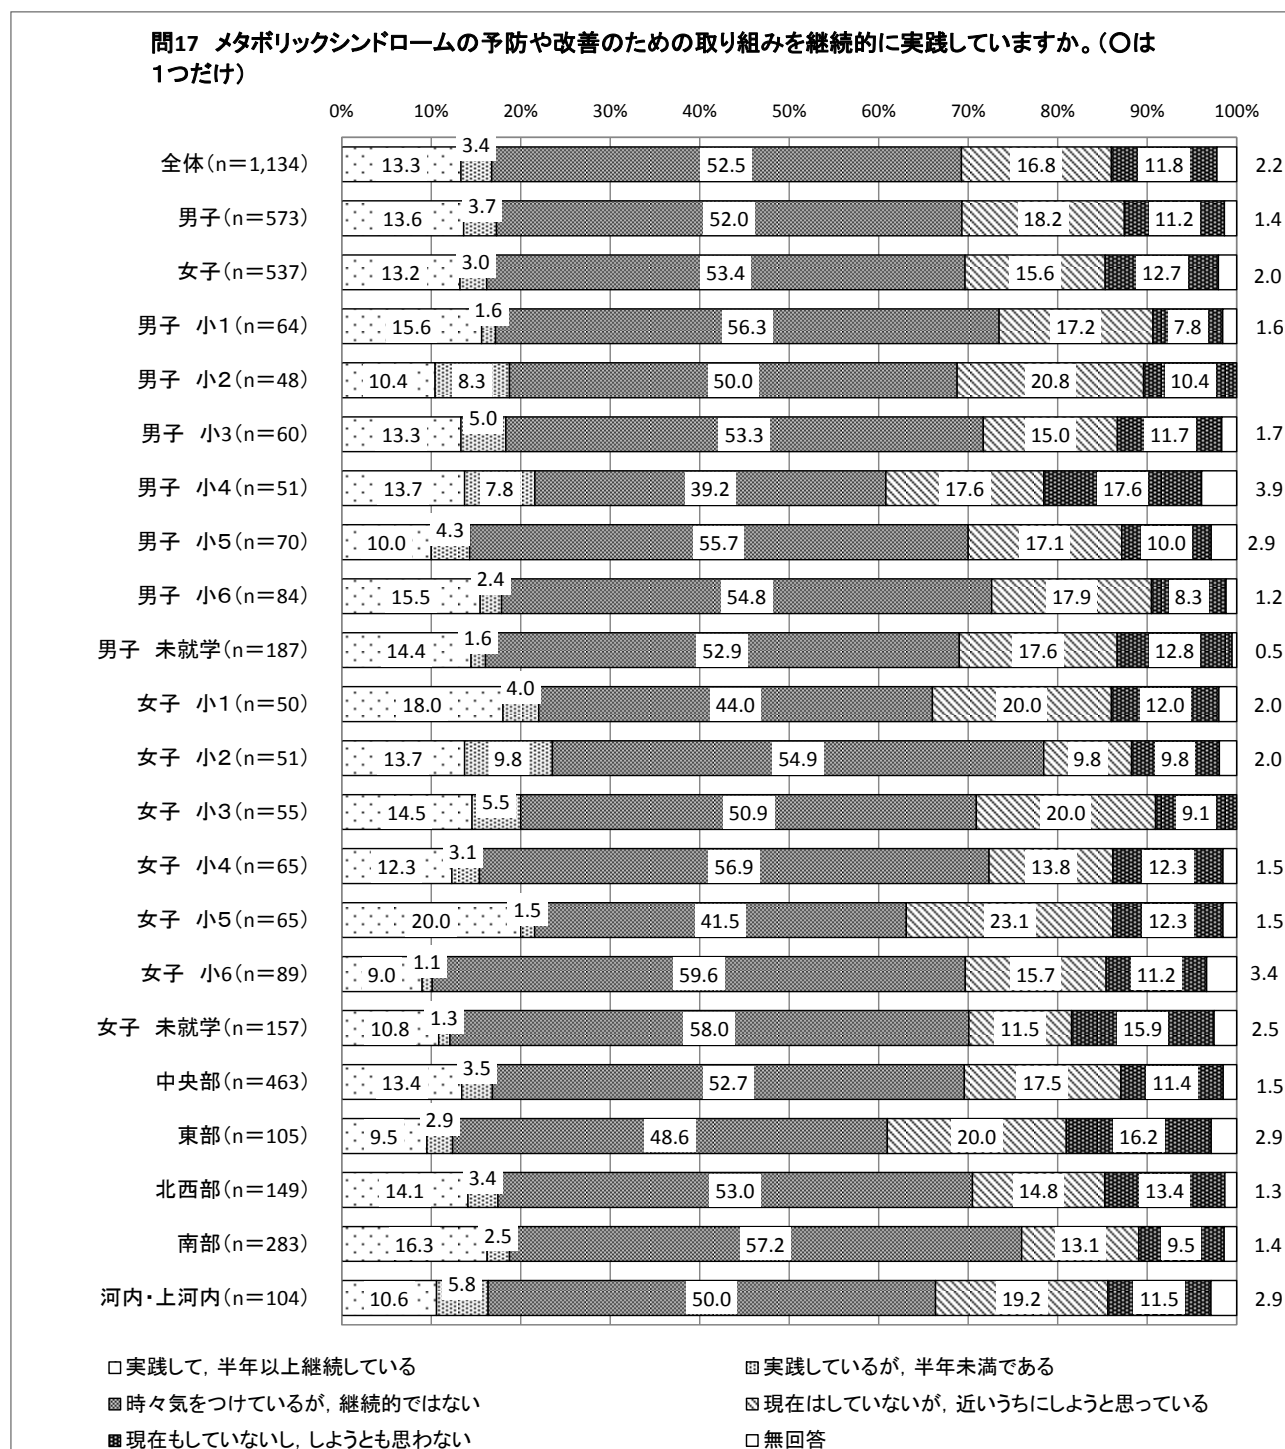 問17 メタボリックシンドロームの予防や改善のための取り組みを継続的に実践していますか。（○は
１つだけ）
0% 10% 20% 30% 40% 50% 60% 70% 80% 90% 100%
全体（n＝1,134） 13.3 3.4 52.5 16.8 11.8 2.2
男子（n＝573） 13.6 3.7 52.0 18.2 11.2 1.4
女子（n＝537） 13.2 3.0 53.4 15.6 12.7 2.0
男子 小１（n＝64） 15.6 1.6 56.3 17.2 7.8 1.6
男子 小２（n＝48） 10.4 8.3 50.0 20.8 10.4
男子 小3（n＝60） 13.3 5.0 53.3 15.0 11.7 1.7
男子 小４（n＝51） 13.7 7.8 39.2 17.6 17.6 3.9
男子 小５（n＝70） 10.0 4.3 55.7 17.1 10.0 2.9
男子 小６（n＝84） 15.5 2.4 54.8 17.9 8.3 1.2
男子 未就学（n＝187） 14.4 1.6 52.9 17.6 12.8 0.5
女子 小１（n＝50） 18.0 4.0 44.0 20.0 12.0 2.0
女子 小２（n＝51） 13.7 9.8 54.9 9.8 9.8 2.0
女子 小３（n＝55） 14.5 5.5 50.9 20.0 9.1
女子 小４（n＝65） 12.3 3.1 56.9 13.8 12.3 1.5
女子 小５（n＝65） 20.0 1.5 41.5 23.1 12.3 1.5
女子 小6（n＝89） 9.0 1.1 59.6 15.7 11.2 3.4
女子 未就学（n＝157） 10.8 1.3 58.0 11.5 15.9 2.5
中央部（n＝463） 13.4 3.5 52.7 17.5 11.4 1.5
東部（n＝105） 9.5 2.9 48.6 20.0 16.2 2.9
北西部（n＝149） 14.1 3.4 53.0 14.8 13.4 1.3
南部（n＝283） 16.3 2.5 57.2 13.1 9.5 1.4
河内・上河内（n＝104） 10.6 5.8 50.0 19.2 11.5 2.9
実践して，半年以上継続している 実践しているが，半年未満である
時々気をつけているが，継続的ではない 現在はしていないが，近いうちにしようと思っている
現在もしていないし，しようとも思わない 無回答